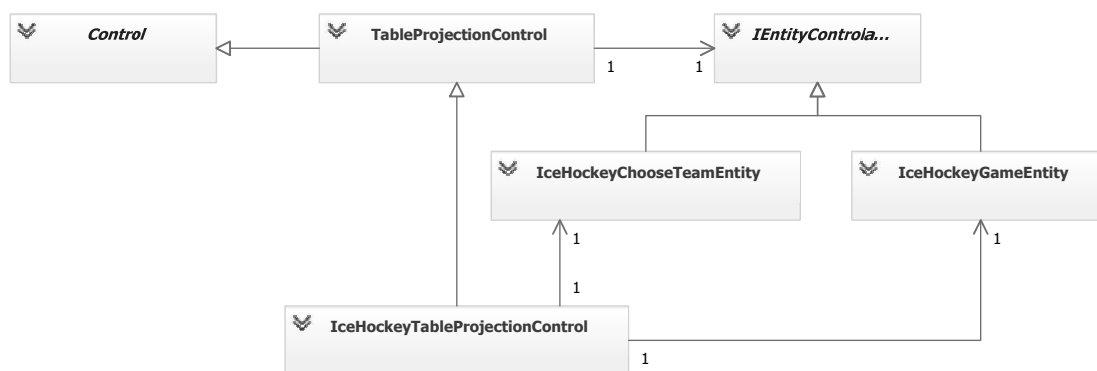 Control
TableProjectionControl
IEntityControla...
1
1
IceHockeyChooseTeamEntity
IceHockeyGameEntity
1
1
1
IceHockeyTableProjectionControl
1